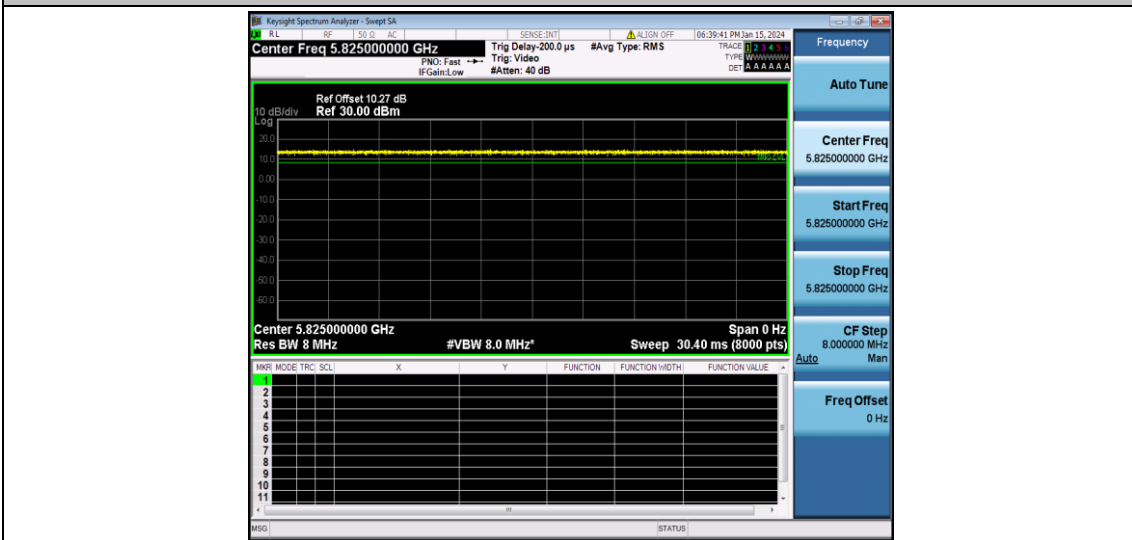 Keysight Spectrum Analyzer - Swept SA
RL RF 50 Ω AC SENSE:INT ALIGN OFF 06:39:41 PM Jan 15, 2024
Center Freq 5.825000000 GHz
PNO: Fast
IFGain:Low
Trig Delay-200.0 µs
Trig: Video
#Atten: 40 dB
#Avg Type: RMS
TRACE 1 2 3 4 5 6
TYPE WWWWWW
DET A A A A A A
Ref Offset 10.27 dB
10 dB/div Ref 30.00 dBm
Log
20.0
10.0
TRIG LVL
0.00
-10.0
-20.0
-30.0
-40.0
-50.0
-60.0
Center 5.825000000 GHz Span 0 Hz
Res BW 8 MHz #VBW 8.0 MHz* Sweep 30.40 ms (8000 pts)
MKR MODE TRC SCL X Y FUNCTION FUNCTION WIDTH FUNCTION VALUE
1
2
3
4
5
6
7
8
9
10
11
MSG STATUS
Frequency
Auto Tune
Center Freq
5.825000000 GHz
Start Freq
5.825000000 GHz
Stop Freq
5.825000000 GHz
CF Step
8.000000 MHz
Auto Man
Freq Offset
0 Hz